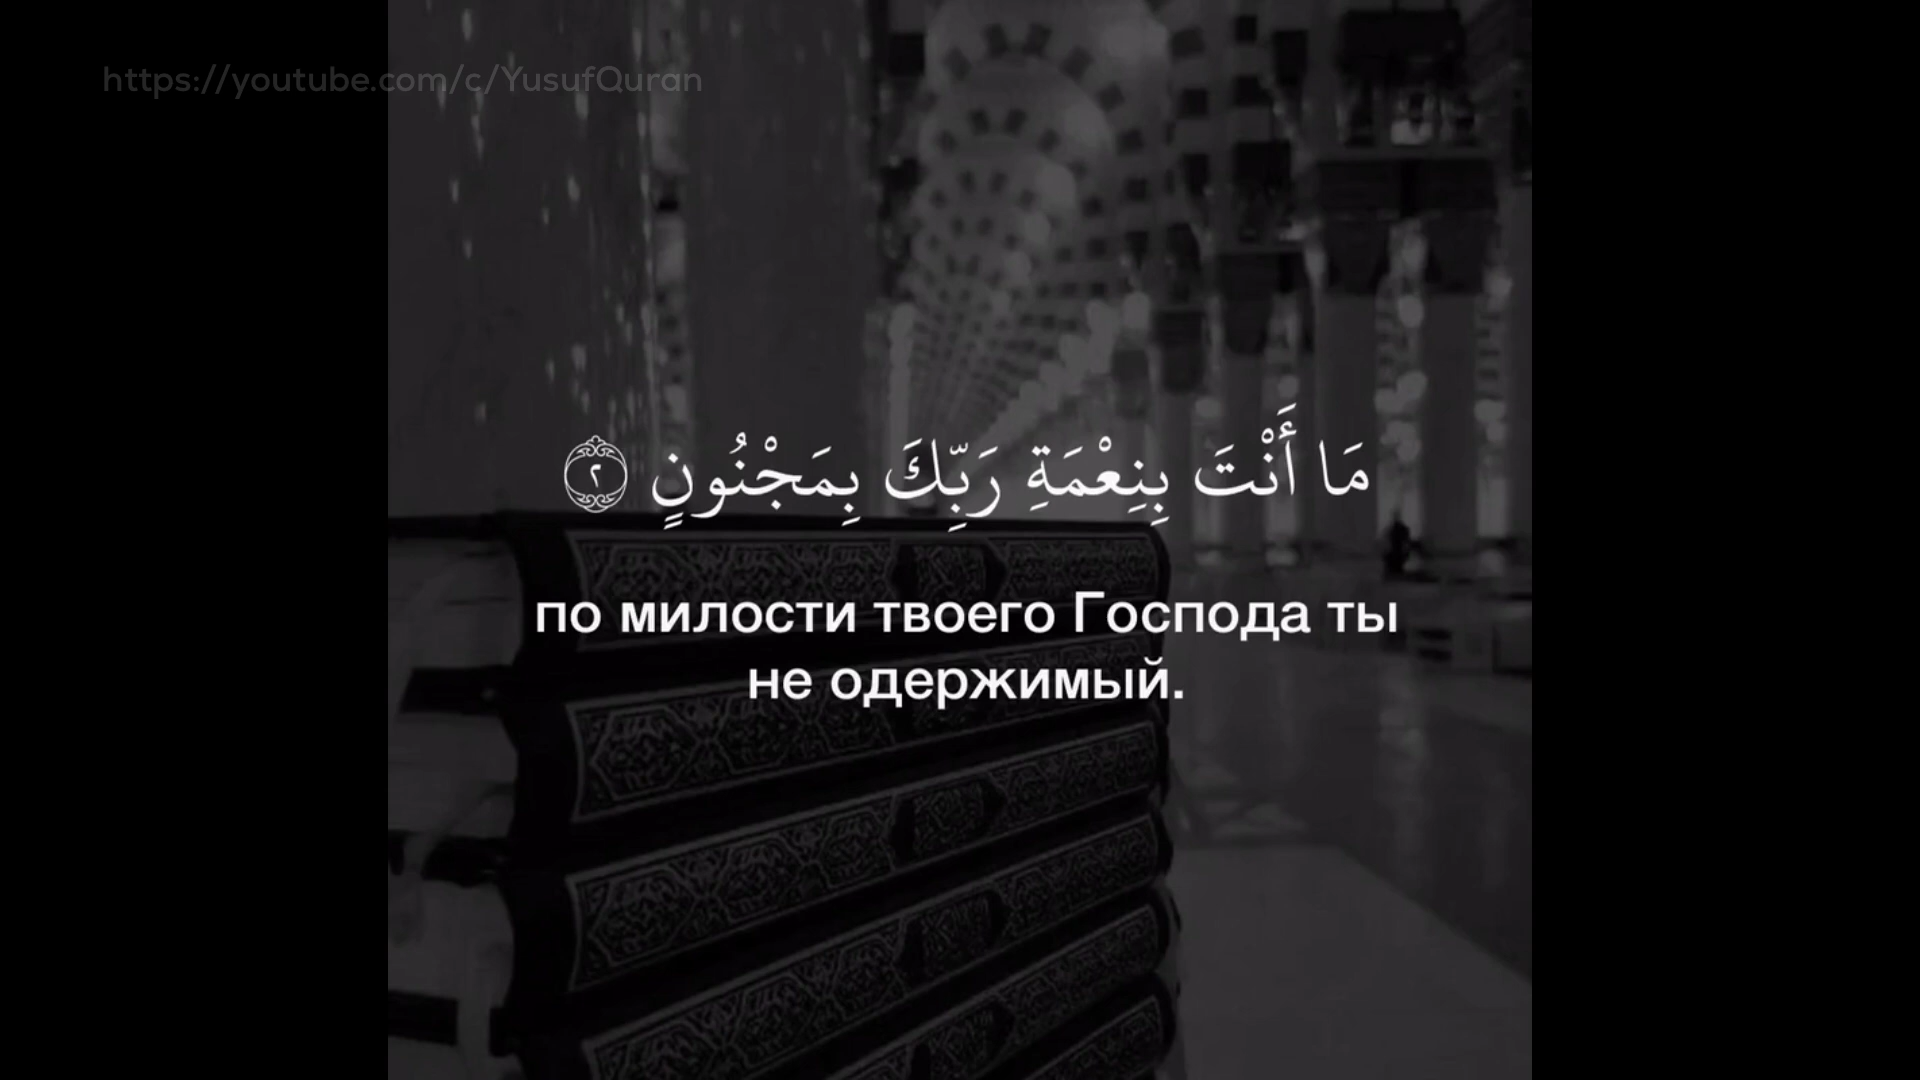 https://youtube.com/c/YusufQuran
مَا أَنْتَ بِنِعْمَةِ رَبِّكَ بِمَجْنُونٍ ٢
по милости твоего Господа ты
не одержимый.